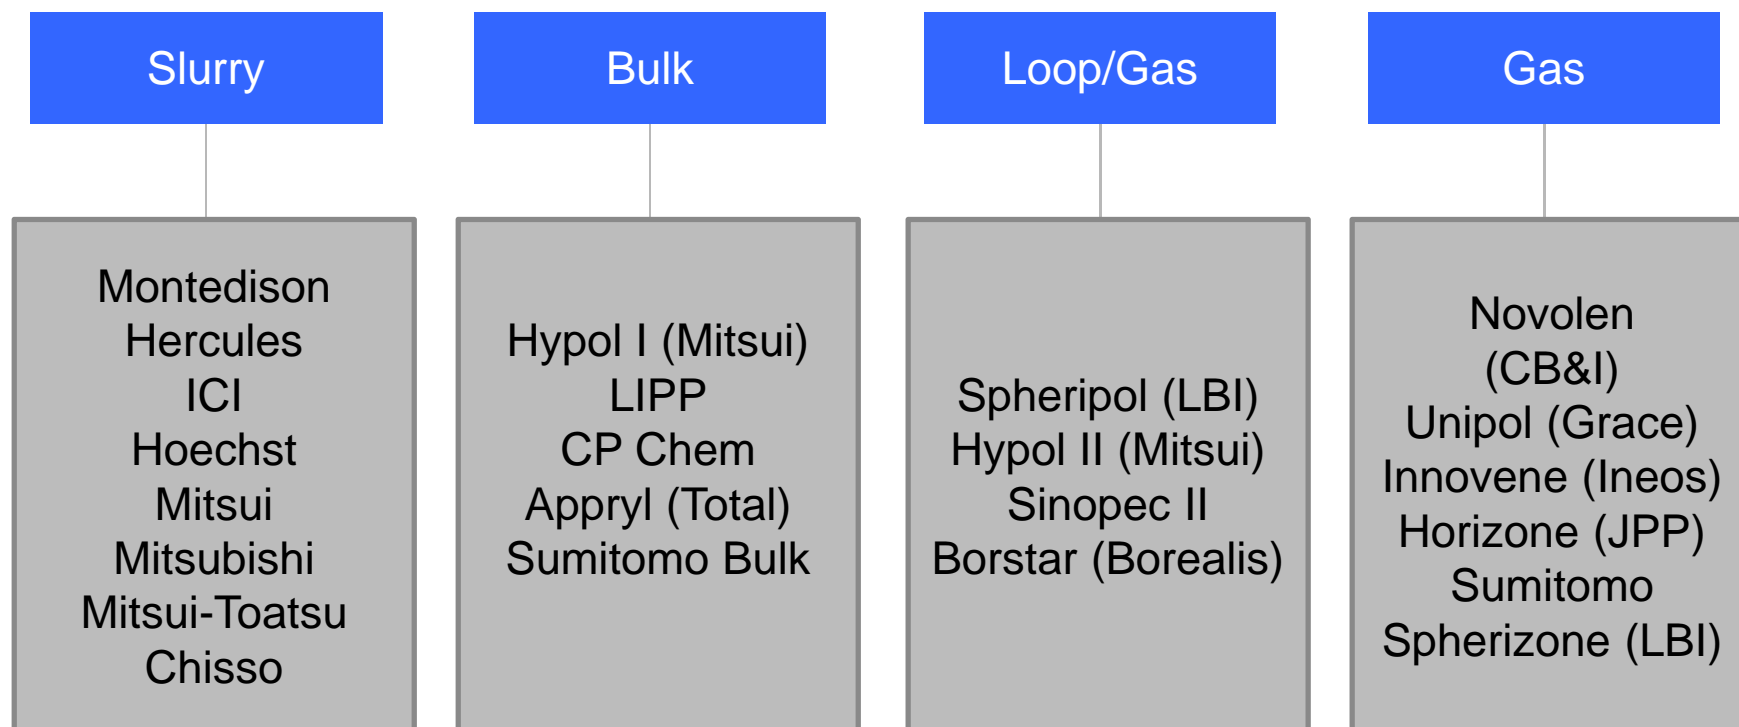 Slurry
Bulk
Loop/Gas
Gas
Montedison
Hercules
ICI
Hoechst
Mitsui
Mitsubishi
Mitsui-Toatsu
Chisso
Hypol I (Mitsui)
LIPP
CP Chem
Appryl (Total)
Sumitomo Bulk
Spheripol (LBI)
Hypol II (Mitsui)
Sinopec II
Borstar (Borealis)
Novolen
(CB&I)
Unipol (Grace)
Innovene (Ineos)
Horizone (JPP)
Sumitomo
Spherizone (LBI)